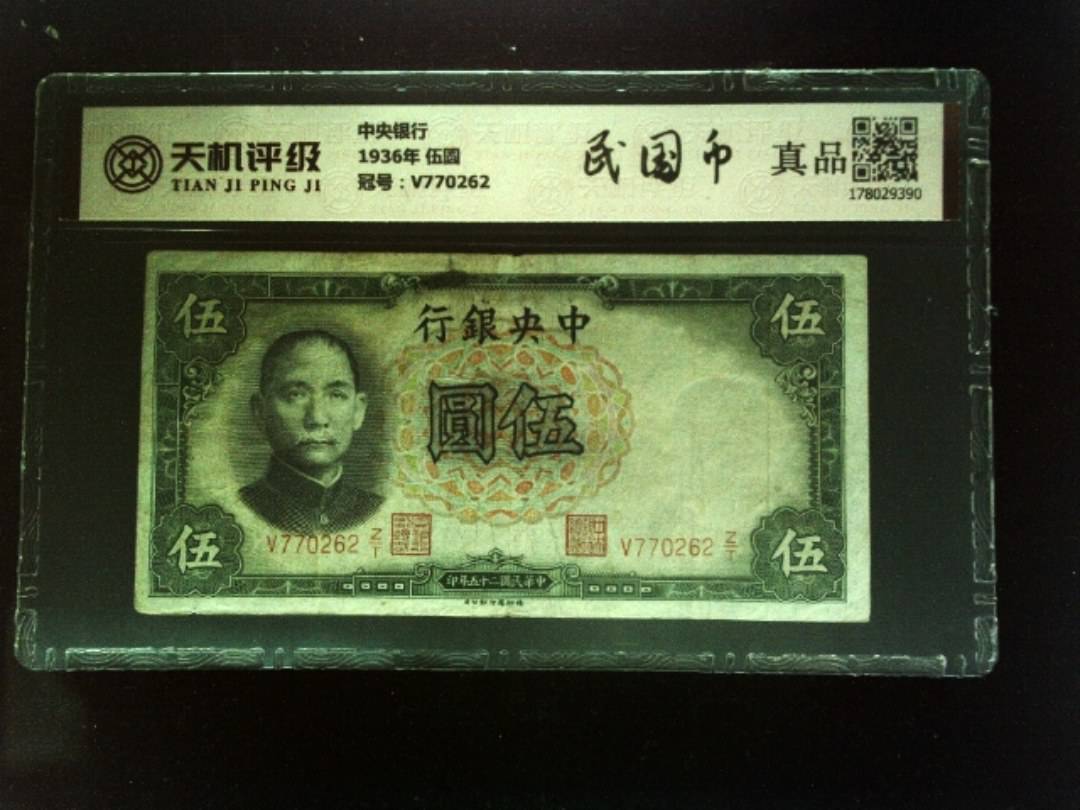 天机评级
TIAN JI PING JI
中央银行
1936年 伍圆
冠号：V770262
民国币
真品
178029390
伍
中央銀行
伍
伍圓
V770262 Z/I
V770262 Z/I
伍
中華民國二十五年印
伍